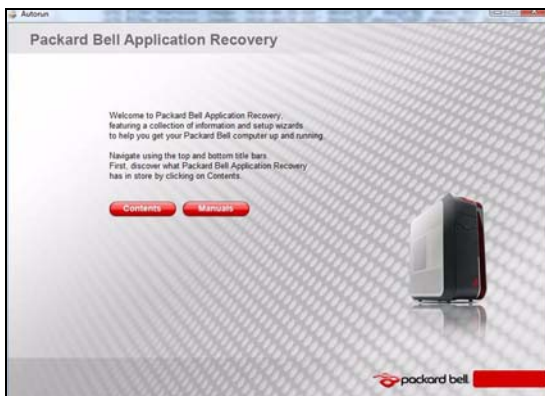 Autorun
Packard Bell Application Recovery
Welcome to Packard Bell Application Recovery,
featuring a collection of information and setup wizards
to help you get your Packard Bell computer up and running.
Navigate using the top and bottom title bars.
First, discover what Packard Bell Application Recovery
has in store by clicking on Contents.
Contents
Manuals
packard bell